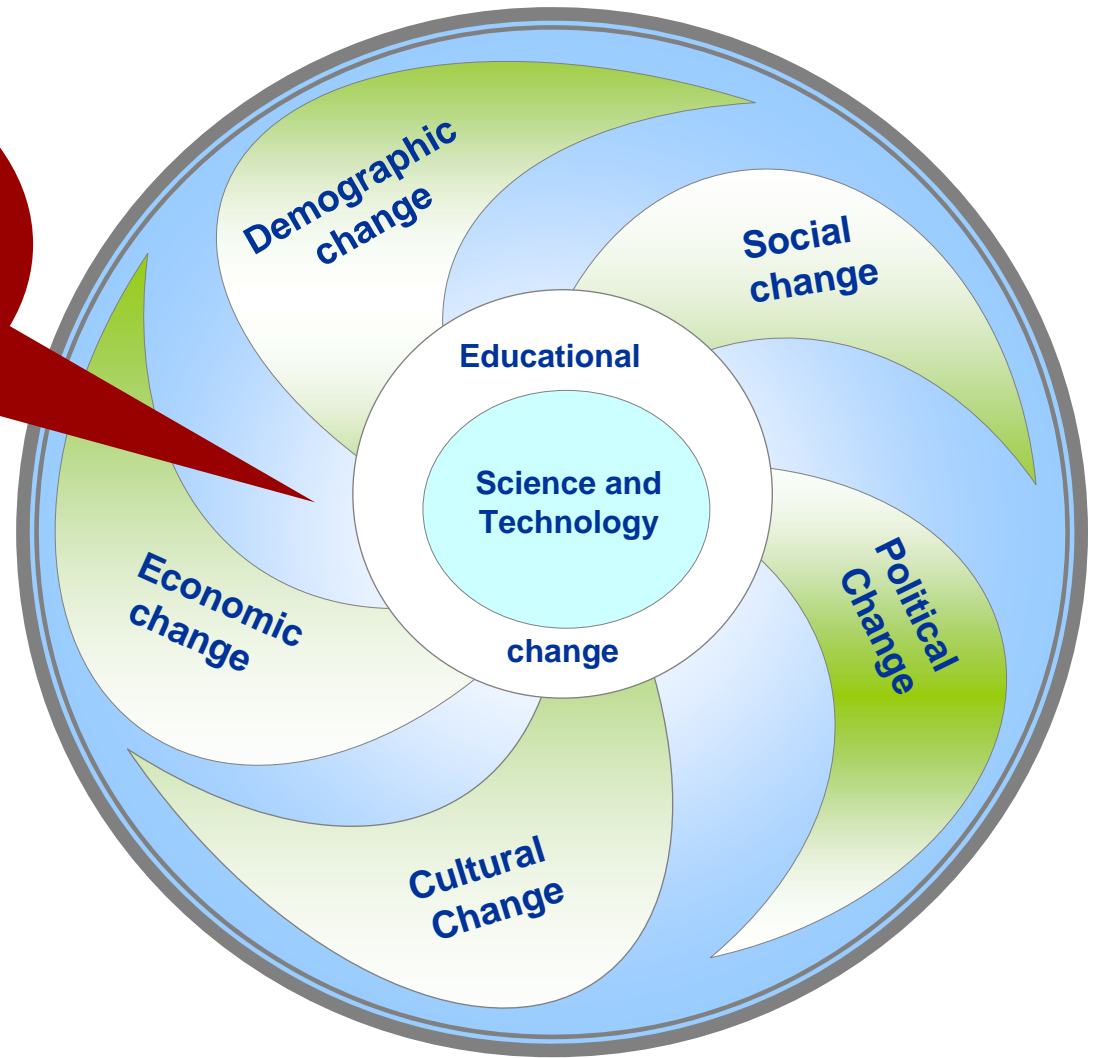 Demographic
change
Social
change
Educational
Science and
Technology
change
Political
Change
Economic
change
Cultural
Change